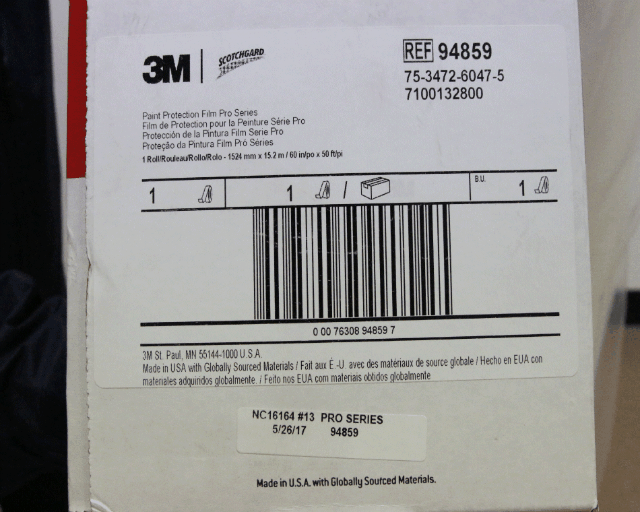 3M
SCOTCHGARD
REF 94859
75-3472-6047-5
7100132800
Paint Protection Film Pro Series
Film de Protection pour la Peinture Série Pro
Protección de la Pintura Film Serie Pro
Proteção da Pintura Film Pró Séries
1 Roll/Rouleau/Rollo/Rolo - 1524 mm x 15.2 m / 60 in/po x 50 ft/pi
1 1 / B.U. 1
0 00 76308 94859 7
3M St. Paul, MN 55144-1000 U.S.A.
Made in USA with Globally Sourced Materials / Fait aux É.-U. avec des matériaux de source globale / Hecho en EUA con
materiales adquiridos globalmente. / Feito nos EUA com materiais obtidos globalmente
NC16164 #13 PRO SERIES
5/26/17 94859
Made in U.S.A. with Globally Sourced Materials.